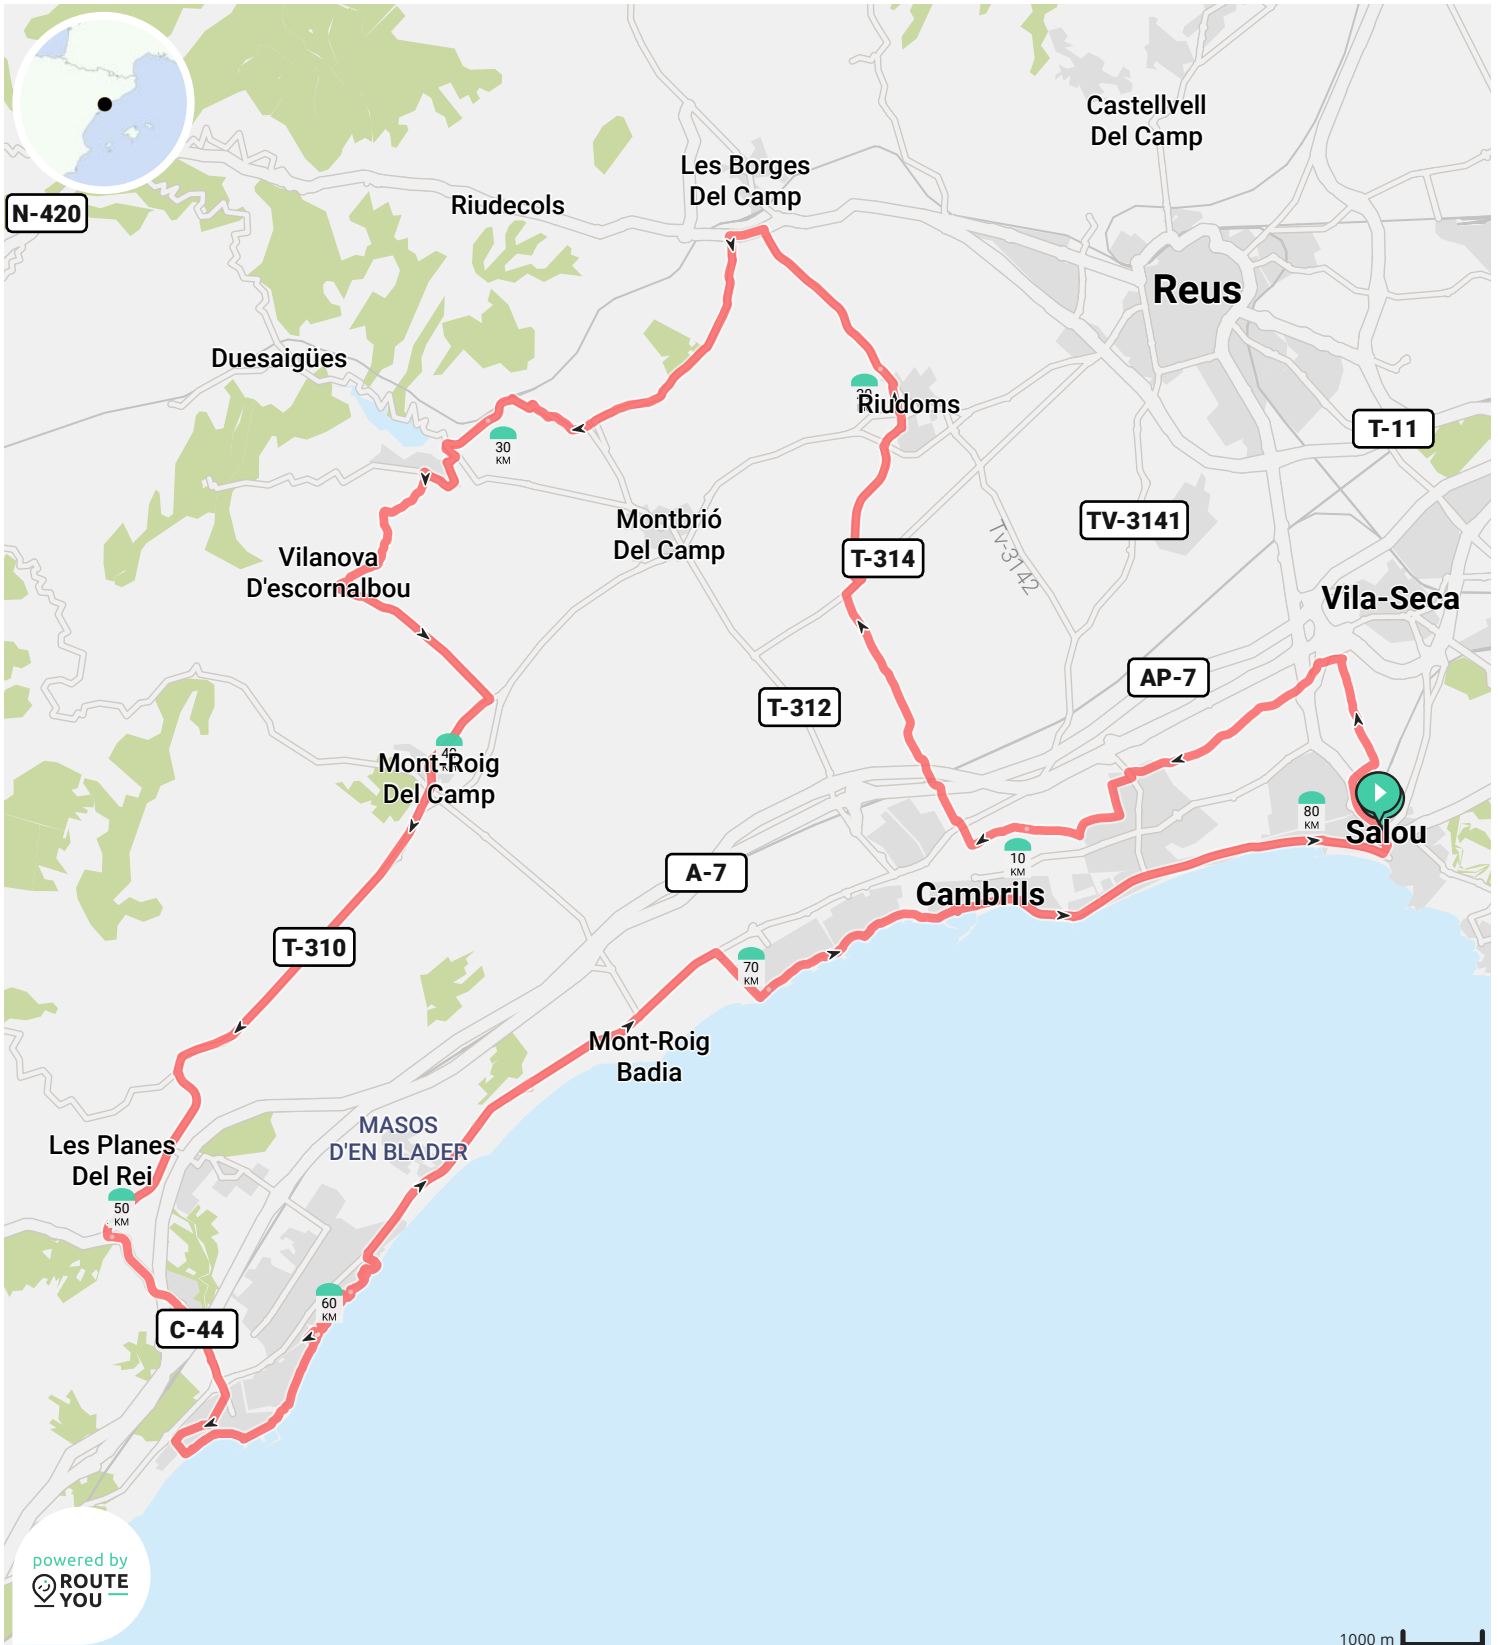 Castellvell
Del Camp
Les Borges
Del Camp
N-420
Riudecols
Reus
Duesaigües
Riudoms
T-11
30
KM
Montbrió
Del Camp
TV-3141
Tv-3142
T-314
Vilanova
D'escornalbou
Vila-Seca
AP-7
T-312
Mont-Roig
Del Camp
80
KM
Salou
10
KM
A-7
Cambrils
T-310
70
KM
Mont-Roig
Badia
MASOS
D'EN BLADER
Les Planes
Del Rei
50
KM
60
KM
C-44
powered by
ROUTE
YOU
1000 m